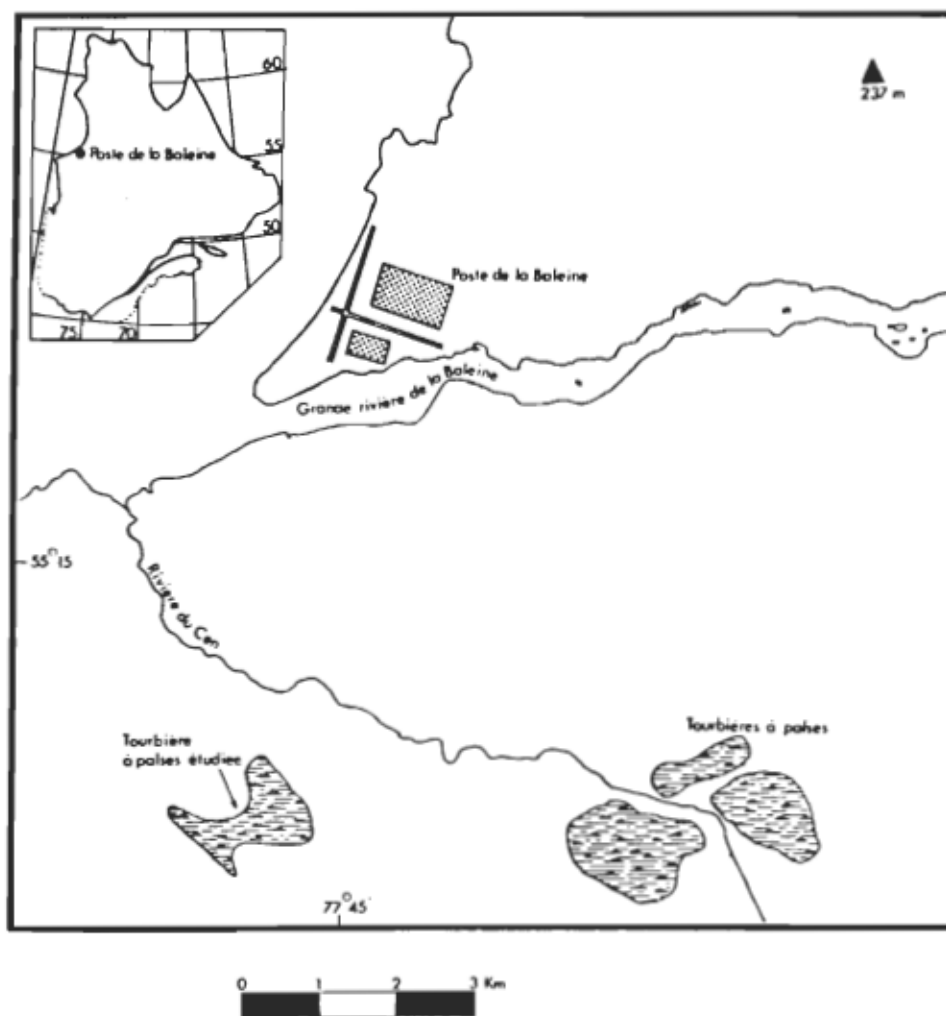 60
55
50
Poste de la Baleine
75
70
237 m
Poste de la Baleine
Grande rivière de la Baleine
55° 15
Rivière du Cen
Tourbière
à palses étudiee
Tourbières à palses
77° 45'
0 1 2 3 Km